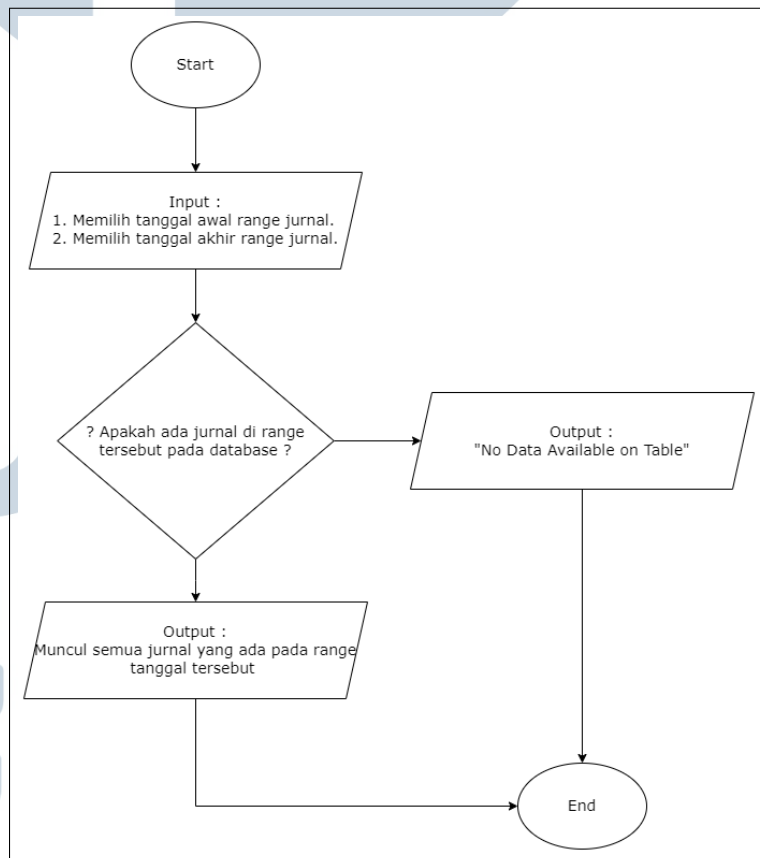 Start
Input :
1. Memilih tanggal awal range jurnal.
2. Memilih tanggal akhir range jurnal.
? Apakah ada jurnal di range
tersebut pada database ?
Output :
"No Data Available on Table"
Output :
Muncul semua jurnal yang ada pada range
tanggal tersebut
End